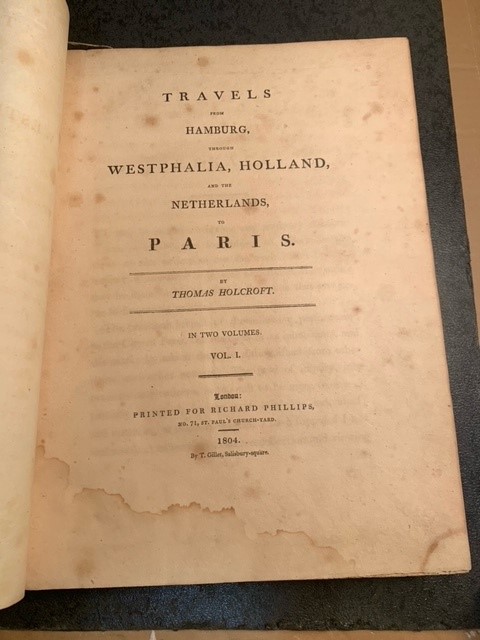 TRAVELS
FROM
HAMBURG,
THROUGH
WESTPHALIA, HOLLAND,
AND THE
NETHERLANDS,
TO
PARIS.
BY
THOMAS HOLCROFT.
IN TWO VOLUMES.
VOL. I.
London:
PRINTED FOR RICHARD PHILLIPS,
NO. 71, ST. PAUL'S CHURCH-YARD.
1804.
By T. Gillet, Salisbury-square.